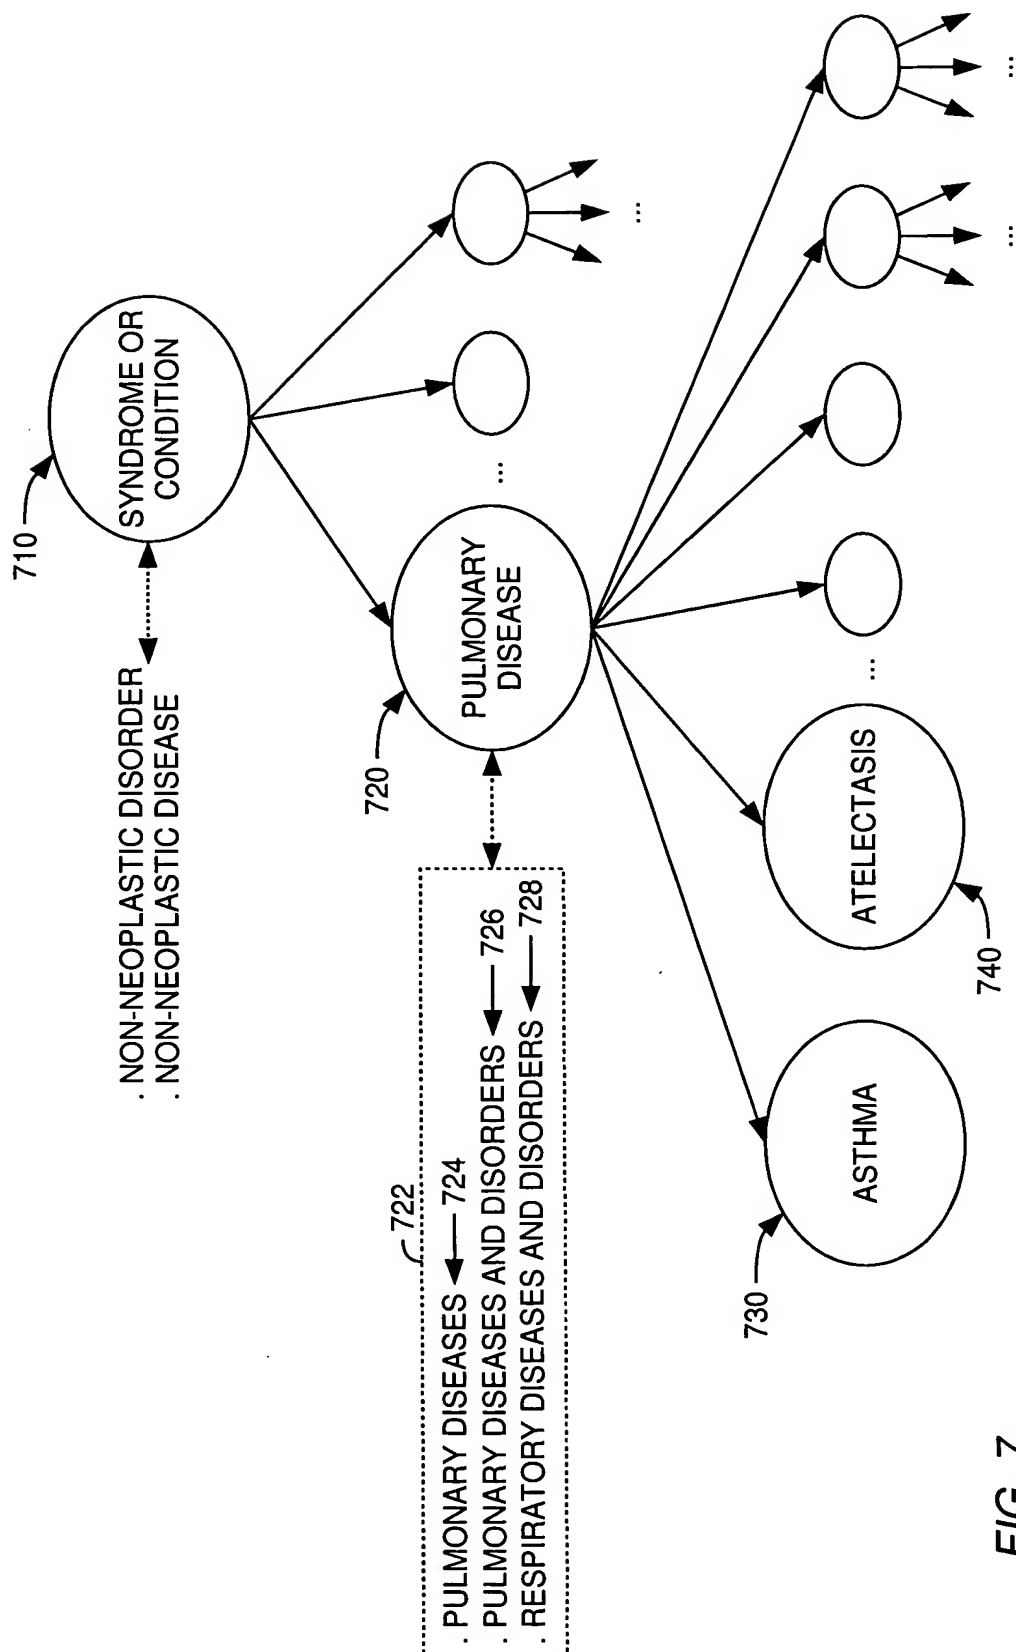 710
SYNDROME OR
CONDITION
. NON-NEOPLASTIC DISORDER
. NON-NEOPLASTIC DISEASE
720
PULMONARY
DISEASE
...
...
722
. PULMONARY DISEASES 724
. PULMONARY DISEASES AND DISORDERS 726
. RESPIRATORY DISEASES AND DISORDERS 728
730
ASTHMA
740
ATELECTASIS
...
...
...
FIG. 7